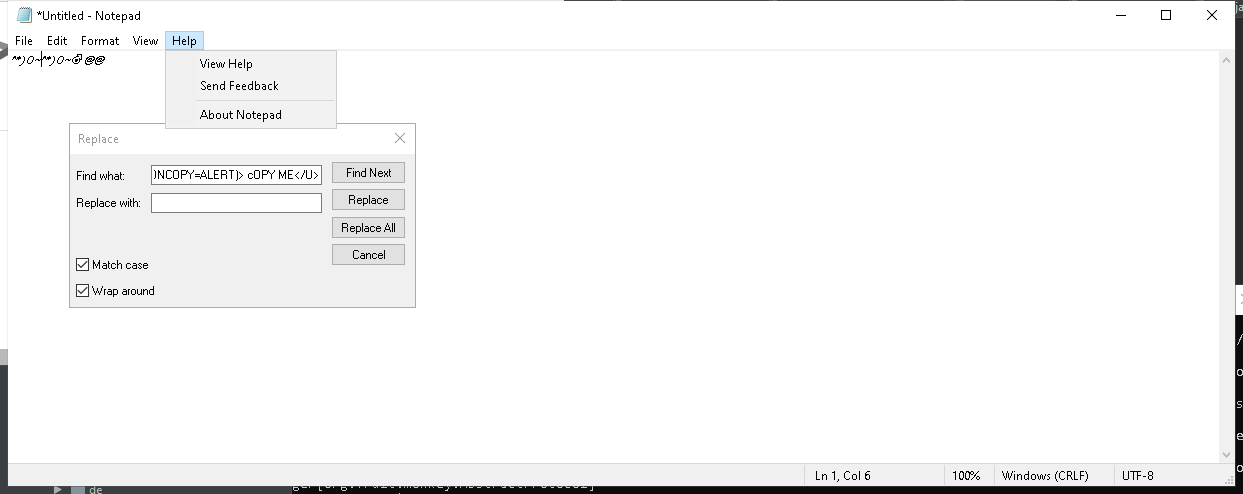 *Untitled - Notepad
File Edit Format View Help
^*)O~^*)O~ @@
View Help
Send Feedback
About Notepad
Replace
Find what: )NCOPY=ALERT)> cOPY ME</U> Find Next
Replace with: Replace
Replace All
Cancel
Match case
Wrap around
Ln 1, Col 6 100% Windows (CRLF) UTF-8
de